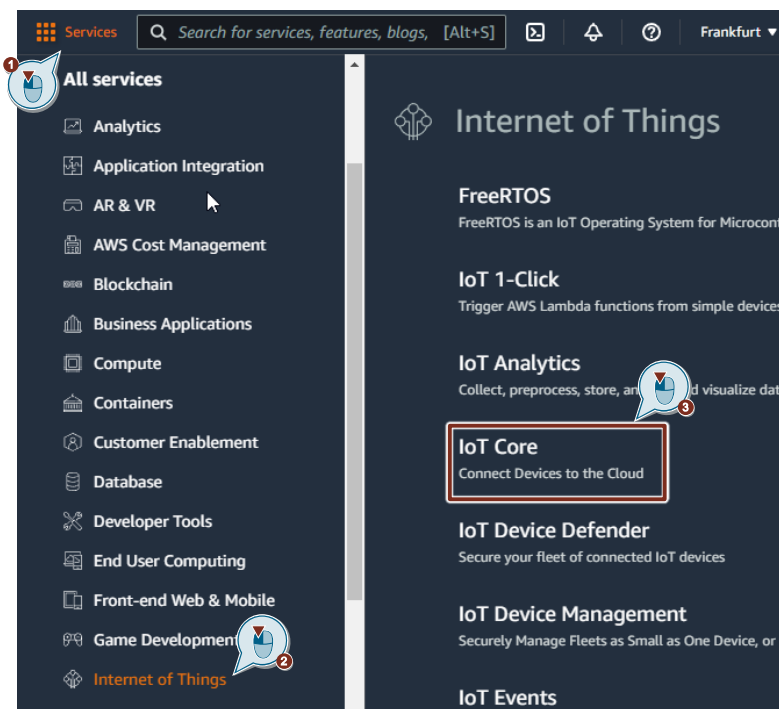 Services
Search for services, features, blogs, [Alt+S]
Frankfurt ▼
1
All services
Analytics
Application Integration
AR & VR
AWS Cost Management
Blockchain
Business Applications
Compute
Containers
Customer Enablement
Database
Developer Tools
End User Computing
Front-end Web & Mobile
Game Development
2
Internet of Things
Internet of Things
FreeRTOS
FreeRTOS is an IoT Operating System for Microcont
IoT 1-Click
Trigger AWS Lambda functions from simple devices
IoT Analytics
Collect, preprocess, store, an d visualize dat
3
IoT Core
Connect Devices to the Cloud
IoT Device Defender
Secure your fleet of connected IoT devices
IoT Device Management
Securely Manage Fleets as Small as One Device, or
IoT Events